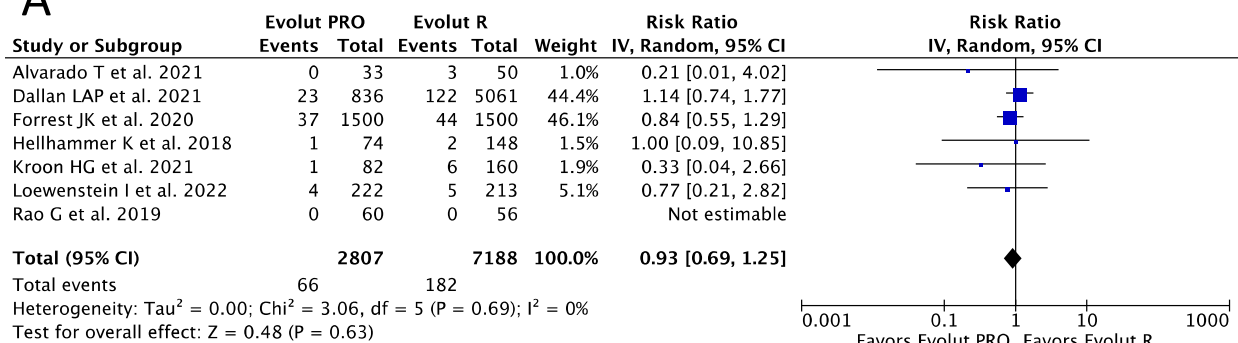 A
Evolut PRO Evolut R Risk Ratio Risk Ratio
Study or Subgroup Events Total Events Total Weight IV, Random, 95% CI IV, Random, 95% CI
Alvarado T et al. 2021 0 33 3 50 1.0% 0.21 [0.01, 4.02]
Dallan LAP et al. 2021 23 836 122 5061 44.4% 1.14 [0.74, 1.77]
Forrest JK et al. 2020 37 1500 44 1500 46.1% 0.84 [0.55, 1.29]
Hellhammer K et al. 2018 1 74 2 148 1.5% 1.00 [0.09, 10.85]
Kroon HG et al. 2021 1 82 6 160 1.9% 0.33 [0.04, 2.66]
Loewenstein I et al. 2022 4 222 5 213 5.1% 0.77 [0.21, 2.82]
Rao G et al. 2019 0 60 0 56 Not estimable
Total (95% CI) 2807 7188 100.0% 0.93 [0.69, 1.25]
Total events 66 182
Heterogeneity: Tau² = 0.00; Chi² = 3.06, df = 5 (P = 0.69); I² = 0%
Test for overall effect: Z = 0.48 (P = 0.63)
0.001 0.1 1 10 1000
Favors Evolut PRO Favors Evolut R